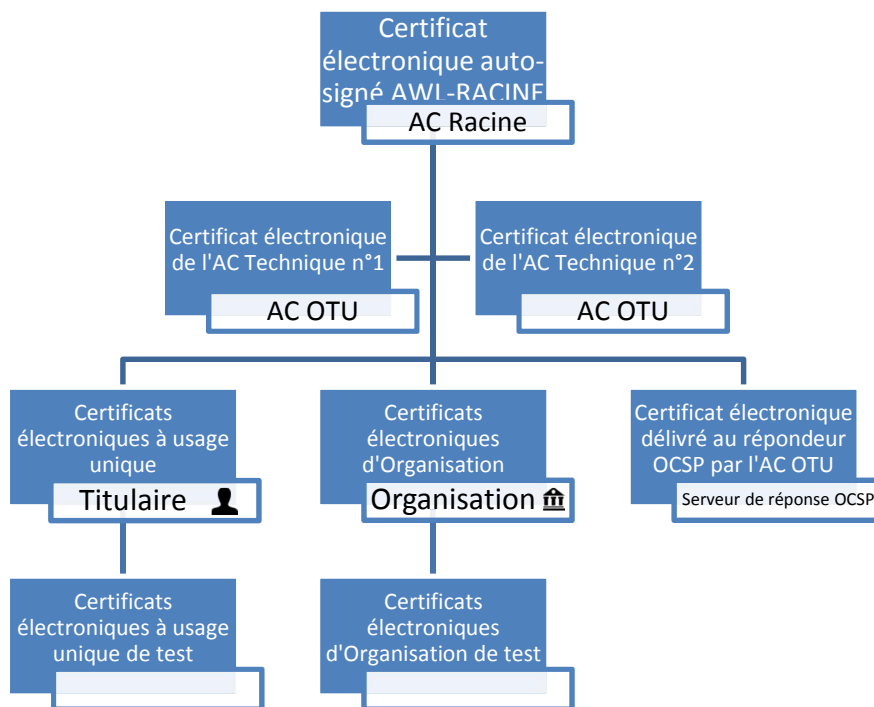 Certificat
électronique auto-
signé AWL-RACINE
AC Racine
Certificat électronique
de l'AC Technique n°1
AC OTU
Certificat électronique
de l'AC Technique n°2
AC OTU
Certificats
électroniques à usage
unique
Titulaire
Certificats
électroniques
d'Organisation
Organisation
Certificat électronique
délivré au répondeur
OCSP par l'AC OTU
Serveur de réponse OCSP
Certificats
électroniques à usage
unique de test
Certificats
électroniques
d'Organisation de test